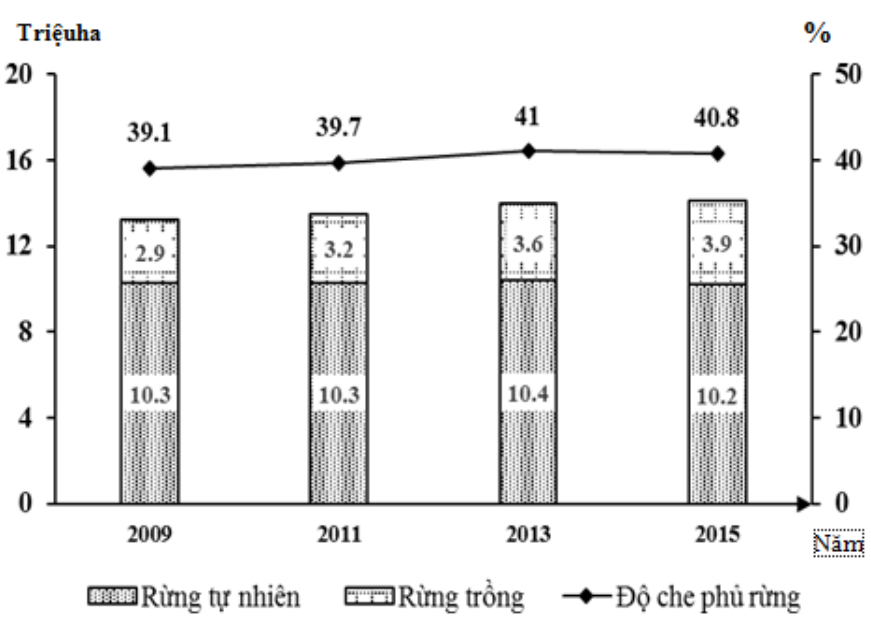 Triệuha %
20 50
39.1 39.7 41 40.8
16 40
12 30
2.9 3.2 3.6 3.9
8 20
10.3 10.3 10.4 10.2
4 10
0 0
2009 2011 2013 2015
Năm
Rừng tự nhiên Rừng trồng Độ che phủ rừng